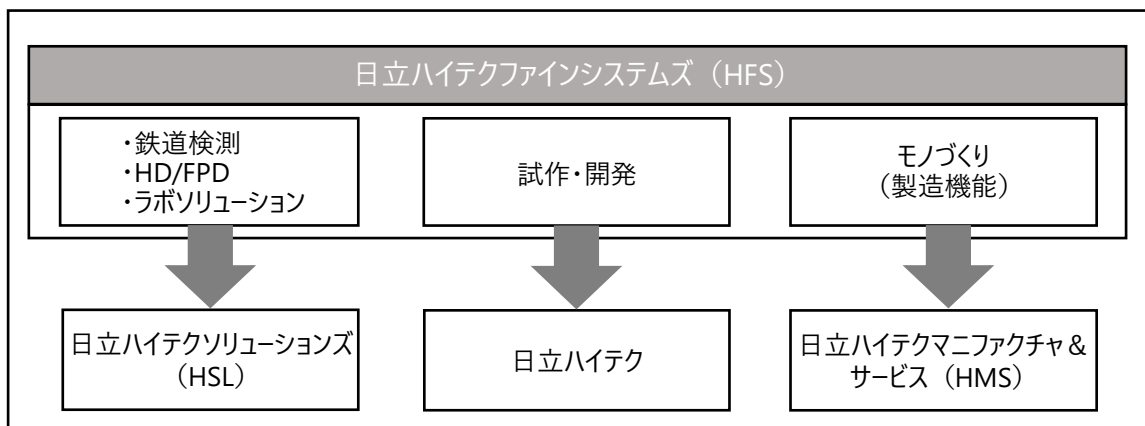 日立ハイテクファインシステムズ（HFS）
・鉄道検測
・HD/FPD
・ラボソリューション
試作・開発
モノづくり
（製造機能）
日立ハイテクソリューションズ
（HSL）
日立ハイテク
日立ハイテクマニファクチャ＆
サービス（HMS）